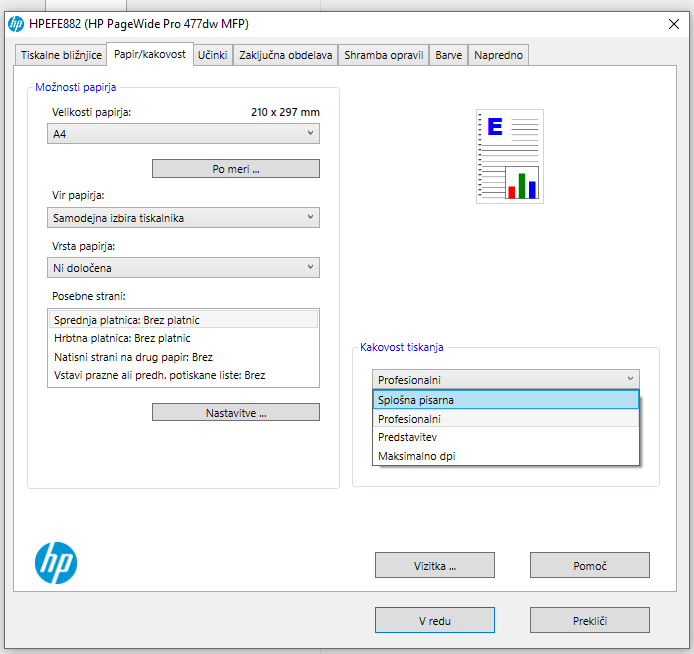 HPEFE882 (HP PageWide Pro 477dw MFP)
Tiskalne bližnjice Papir/kakovost Učinki Zaključna obdelava Shramba opravil Barve Napredno
Možnosti papirja
Velikosti papirja: 210 x 297 mm
A4
Po meri ...
Vir papirja:
Samodejna izbira tiskalnika
Vrsta papirja:
Ni določena
Posebne strani:
Sprednja platnica: Brez platnic
Hrbtna platnica: Brez platnic
Natisni strani na drug papir: Brez
Vstavi prazne ali predh. potiskane liste: Brez
Nastavitve ...
E
Kakovost tiskanja
Profesionalni
Splošna pisarna
Profesionalni
Predstavitev
Maksimalno dpi
hp
Vizitka ... Pomoč
V redu Prekliči